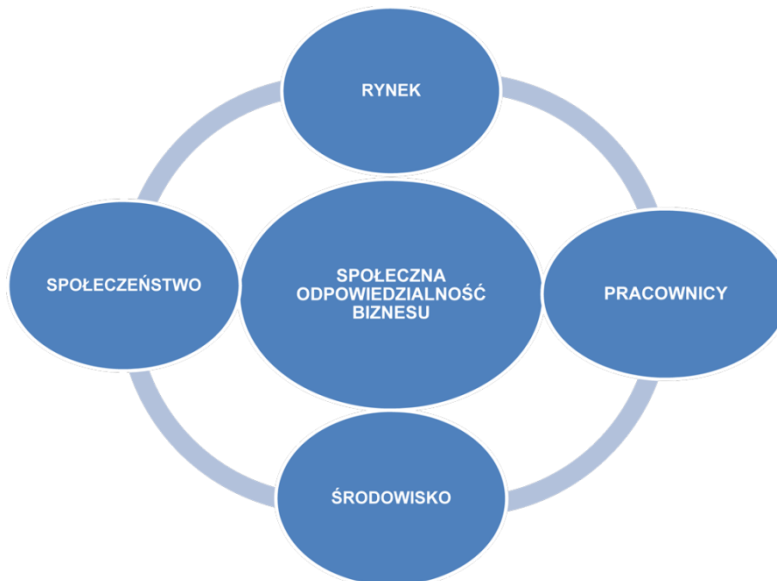 RYNEK
SPOŁECZEŃSTWO
SPOŁECZNA
ODPOWIEDZIALNOŚĆ
BIZNESU
PRACOWNICY
ŚRODOWISKO